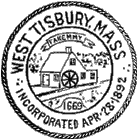 WEST TISBURY, MASS.
TAKEMMY
1669
INCORPORATED APR. 28, 1892.